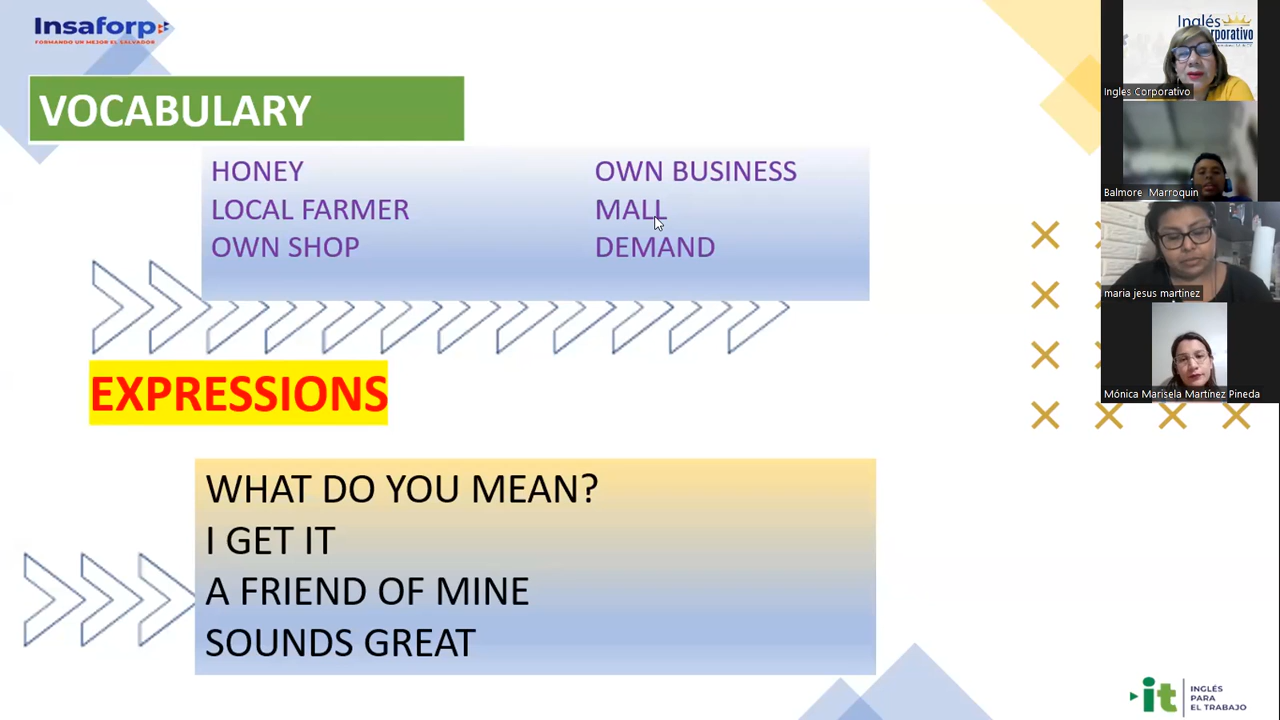 Insaforp
FORMANDO UN MEJOR EL SALVADOR
VOCABULARY
HONEY
LOCAL FARMER
OWN SHOP
OWN BUSINESS
MALL
DEMAND
EXPRESSIONS
WHAT DO YOU MEAN?
I GET IT
A FRIEND OF MINE
SOUNDS GREAT
Inglés
Ingles Corporativo
Balmore Marroquin
maria jesus martinez
Mónica Marisela Martínez Pineda
it
INGLÉS
PARA
EL TRABAJO